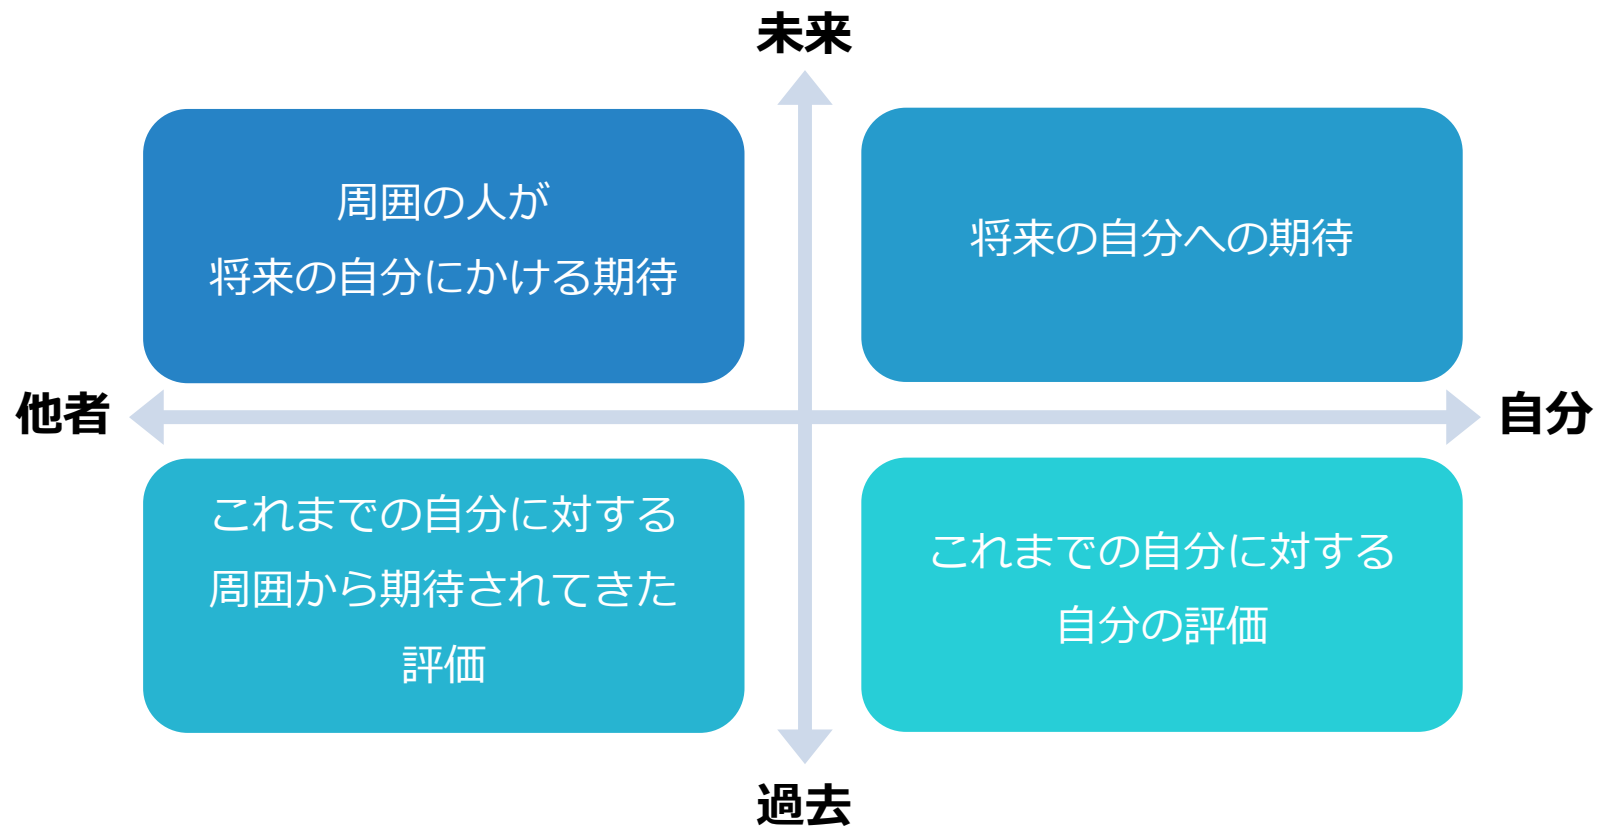 未来
周囲の人が
将来の自分にかける期待
将来の自分への期待
他者
自分
これまでの自分に対する
周囲から期待されてきた
評価
これまでの自分に対する
自分の評価
過去